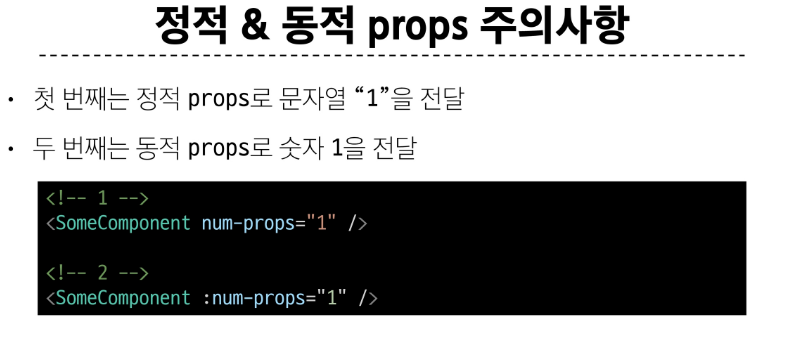 정적 & 동적 props 주의사항
• 첫 번째는 정적 props로 문자열 “1”을 전달
• 두 번째는 동적 props로 숫자 1을 전달
<!-- 1 -->
<SomeComponent num-props="1" />
<!-- 2 -->
<SomeComponent :num-props="1" />